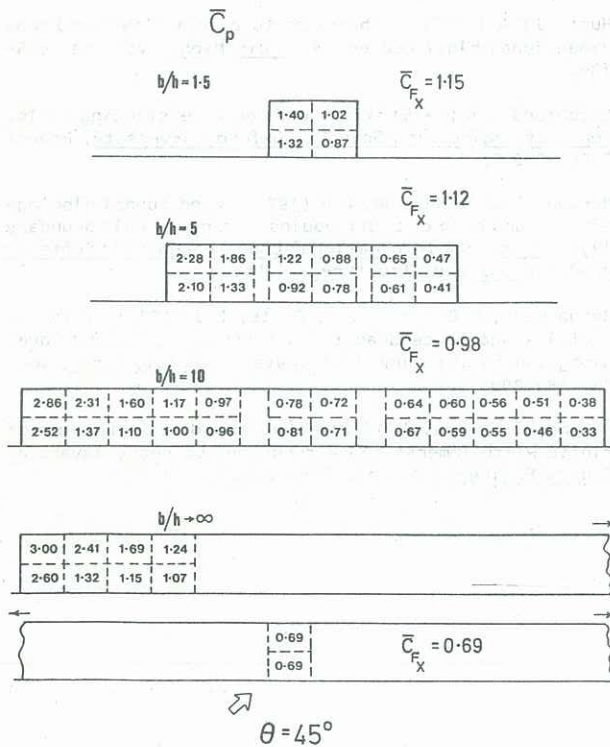 C̅p
b/h = 1·5
C̅Fx = 1·15
1·40 1·02
1·32 0·87
b/h = 5
C̅Fx = 1·12
2·28 1·86 1·22 0·88 0·65 0·47
2·10 1·33 0·92 0·78 0·61 0·41
b/h = 10
C̅Fx = 0·98
2·86 2·31 1·60 1·17 0·97 0·78 0·72 0·64 0·60 0·56 0·51 0·38
2·52 1·37 1·10 1·00 0·96 0·81 0·71 0·67 0·59 0·55 0·46 0·33
b/h → ∞
3·00 2·41 1·69 1·24
2·60 1·32 1·15 1·07
0·69
0·69
C̅Fx = 0·69
θ = 45°